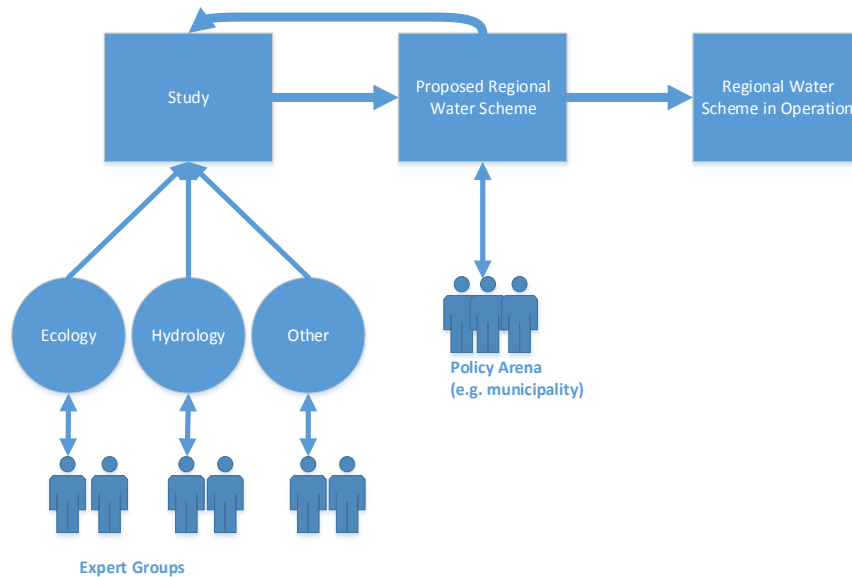 Study
Proposed Regional
Water Scheme
Regional Water
Scheme in Operation
Ecology
Hydrology
Other
Policy Arena
(e.g. municipality)
Expert Groups